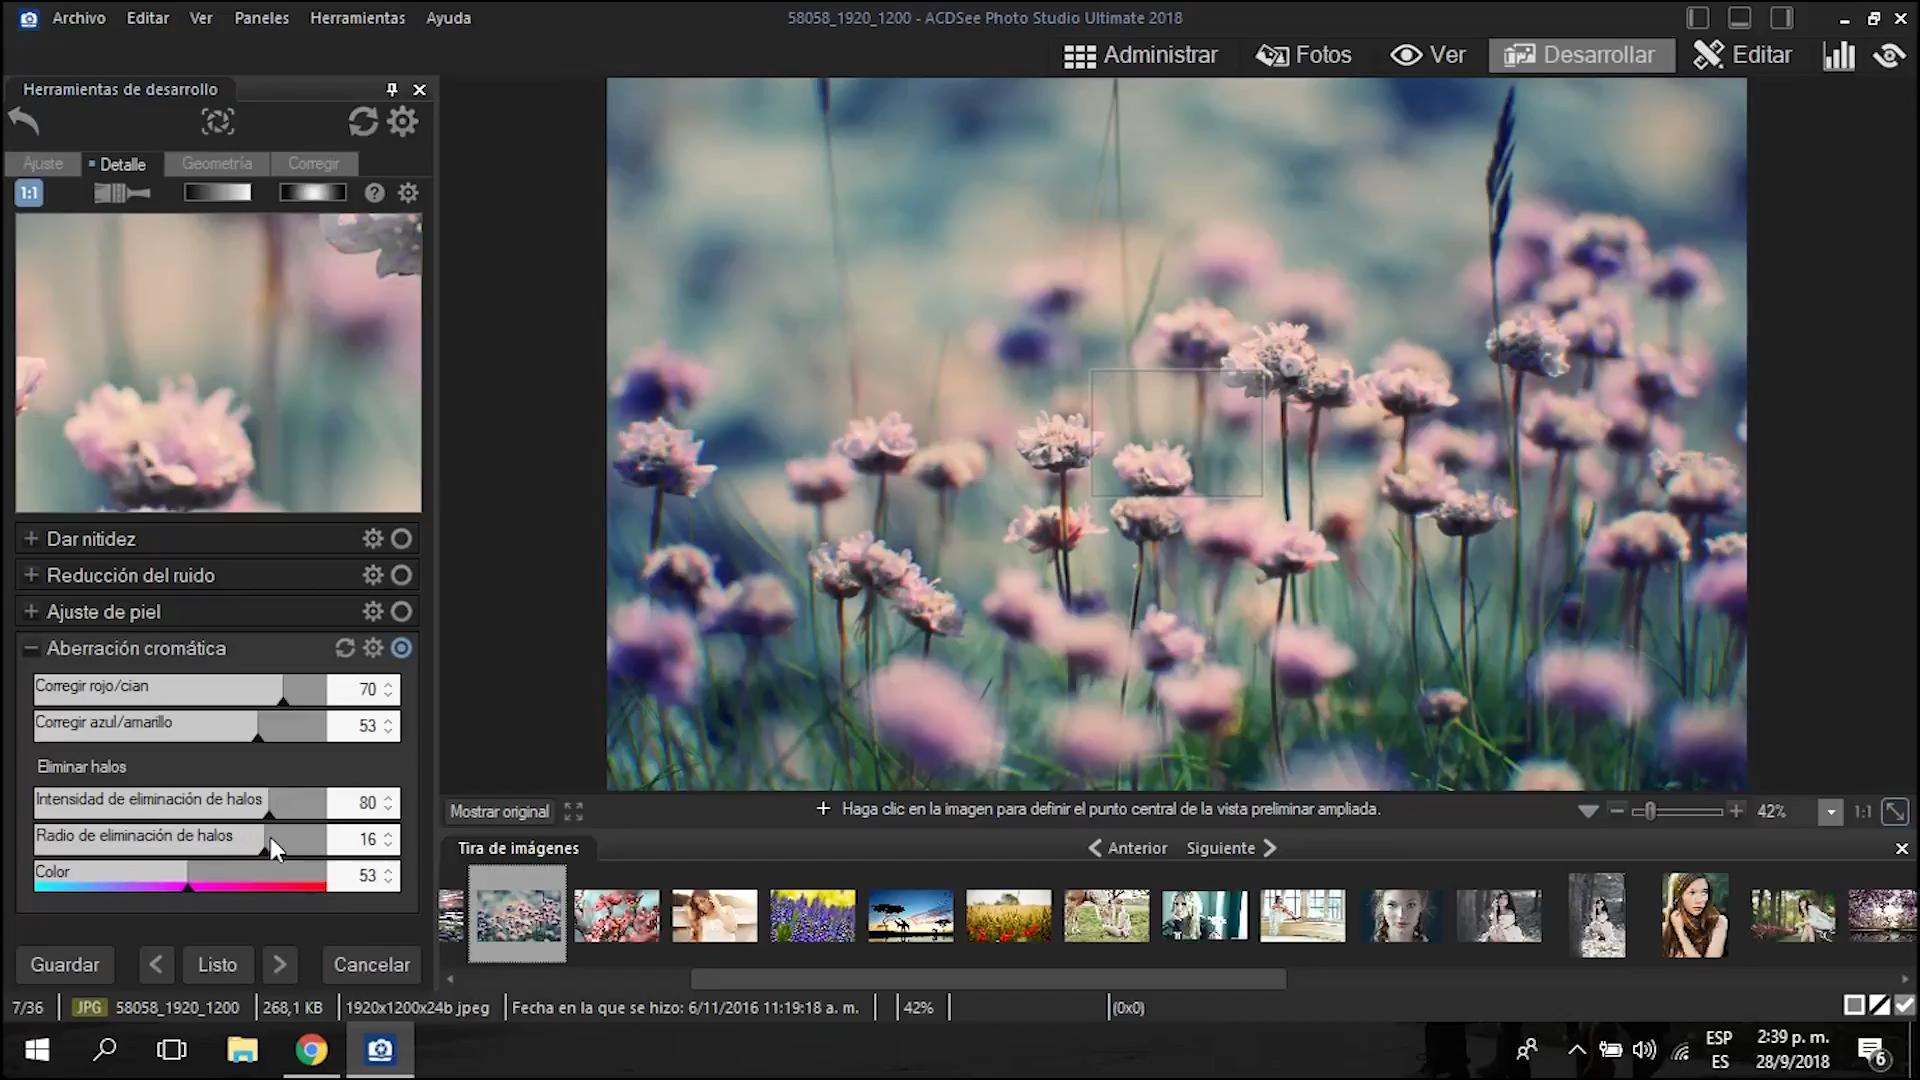 Archivo Editar Ver Paneles Herramientas Ayuda
58058_1920_1200 - ACDSee Photo Studio Ultimate 2018
Administrar Fotos Ver Desarrollar Editar
Herramientas de desarrollo
Ajuste Detalle Geometría Corregir
1:1
Dar nitidez
Reducción del ruido
Ajuste de piel
Aberración cromática
Corregir rojo/cian 70
Corregir azul/amarillo 53
Eliminar halos
Intensidad de eliminación de halos 80
Radio de eliminación de halos 16
Color 53
Guardar Listo Cancelar
Mostrar original
Haga clic en la imagen para definir el punto central de la vista preliminar ampliada.
42% 1:1
Tira de imágenes
Anterior Siguiente
7/36 JPG 58058_1920_1200 268,1 KB 1920x1200x24b jpeg Fecha en la que se hizo: 6/11/2016 11:19:18 a. m. 42% (0x0)
ESP
ES
2:39 p. m.
28/9/2018
6